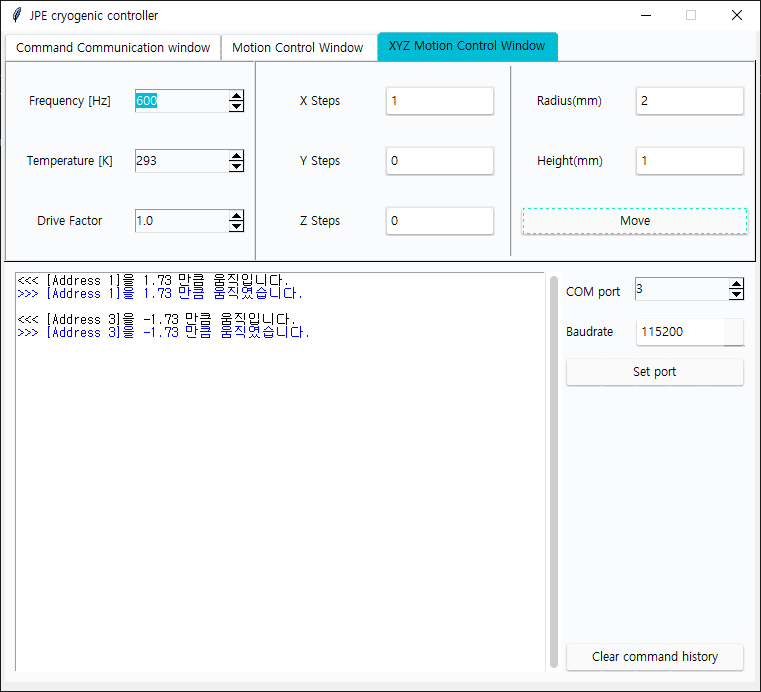 JPE cryogenic controller
Command Communication window
Motion Control Window
XYZ Motion Control Window
Frequency [Hz] 600
Temperature [K] 293
Drive Factor 1.0
X Steps 1
Y Steps 0
Z Steps 0
Radius(mm) 2
Height(mm) 1
Move
<<< [Address 1]을 1.73 만큼 움직입니다.
>>> [Address 1]을 1.73 만큼 움직였습니다.
<<< [Address 3]을 -1.73 만큼 움직입니다.
>>> [Address 3]을 -1.73 만큼 움직였습니다.
COM port 3
Baudrate 115200
Set port
Clear command history